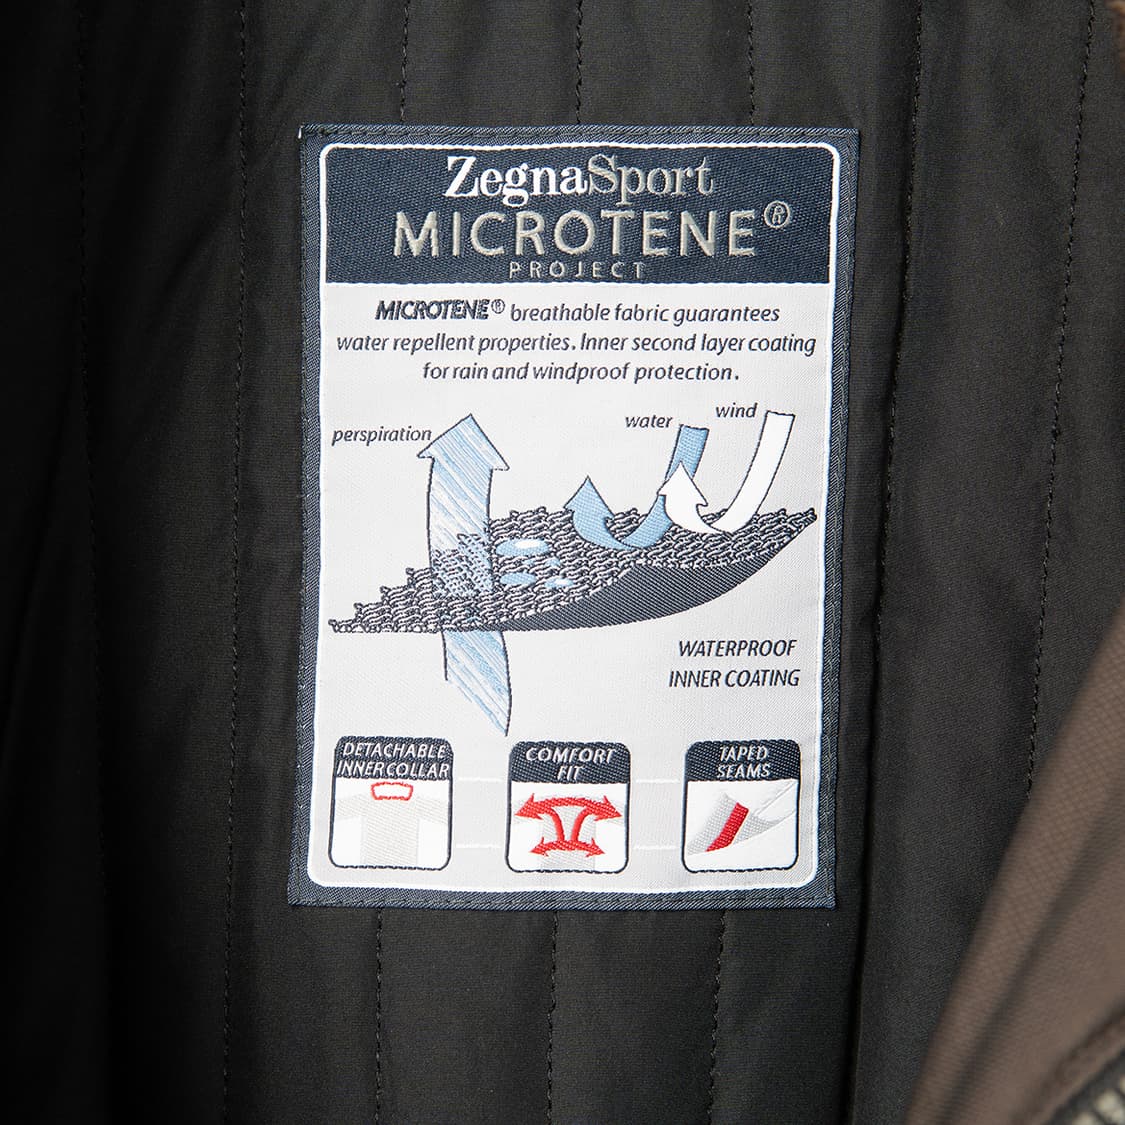 ZegnaSport
MICROTENE®
PROJECT
MICROTENE® breathable fabric guarantees
water repellent properties. Inner second layer coating
for rain and windproof protection.
perspiration
water
wind
WATERPROOF
INNER COATING
DETACHABLE
INNER COLLAR
COMFORT
FIT
TAPED
SEAMS